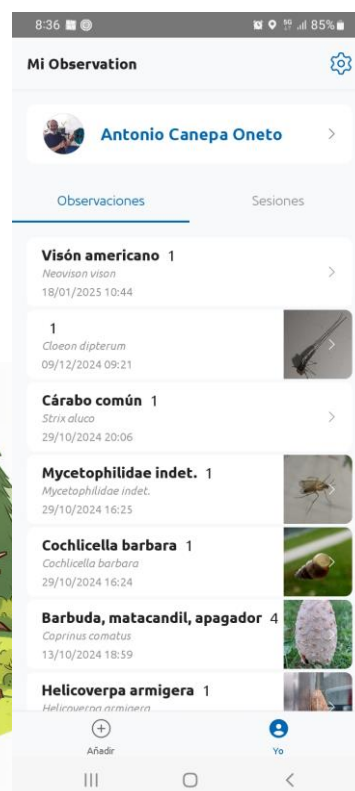 8:36
85%
Mi Observation
Antonio Canepa Oneto
Observaciones Sesiones
Visón americano 1
Neovison vison
18/01/2025 10:44
1
Cloeon dipterum
09/12/2024 09:21
Cárabo común 1
Strix aluco
29/10/2024 20:06
Mycetophilidae indet. 1
Mycetophilidae indet.
29/10/2024 16:25
Cochlicella barbara 1
Cochlicella barbara
29/10/2024 16:24
Barbuda, matacandil, apagador 4
Coprinus comatus
13/10/2024 18:59
Helicoverpa armigera 1
Helicoverpa armigera
Añadir Yo